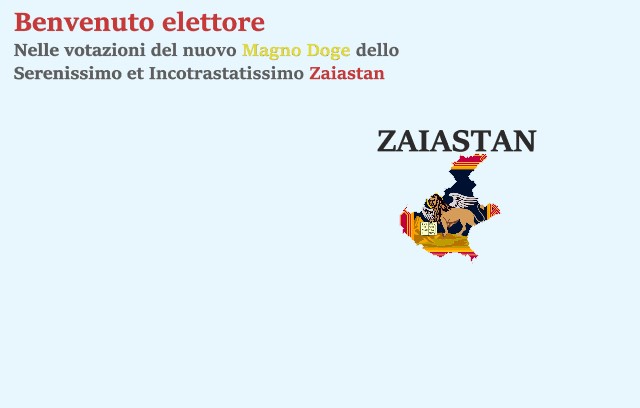 Benvenuto elettore
Nelle votazioni del nuovo Magno Doge dello
Serenissimo et Incotrastatissimo Zaiastan
ZAIASTAN